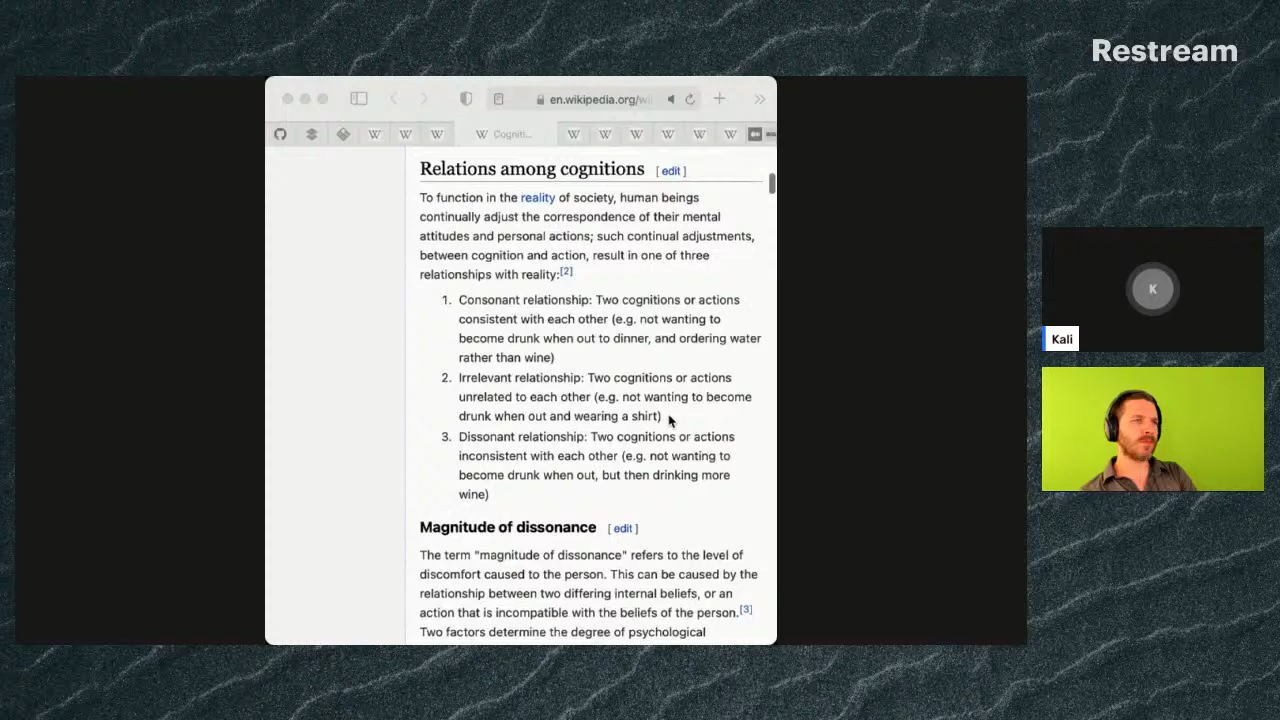 Restream
en.wikipedia.org/wi
Cogniti...
Relations among cognitions [ edit ]
To function in the reality of society, human beings
continually adjust the correspondence of their mental
attitudes and personal actions; such continual adjustments,
between cognition and action, result in one of three
relationships with reality:[2]
1. Consonant relationship: Two cognitions or actions
consistent with each other (e.g. not wanting to
become drunk when out to dinner, and ordering water
rather than wine)
2. Irrelevant relationship: Two cognitions or actions
unrelated to each other (e.g. not wanting to become
drunk when out and wearing a shirt)
3. Dissonant relationship: Two cognitions or actions
inconsistent with each other (e.g. not wanting to
become drunk when out, but then drinking more
wine)
Magnitude of dissonance [ edit ]
The term "magnitude of dissonance" refers to the level of
discomfort caused to the person. This can be caused by the
relationship between two differing internal beliefs, or an
action that is incompatible with the beliefs of the person.[3]
Two factors determine the degree of psychological
K
Kali